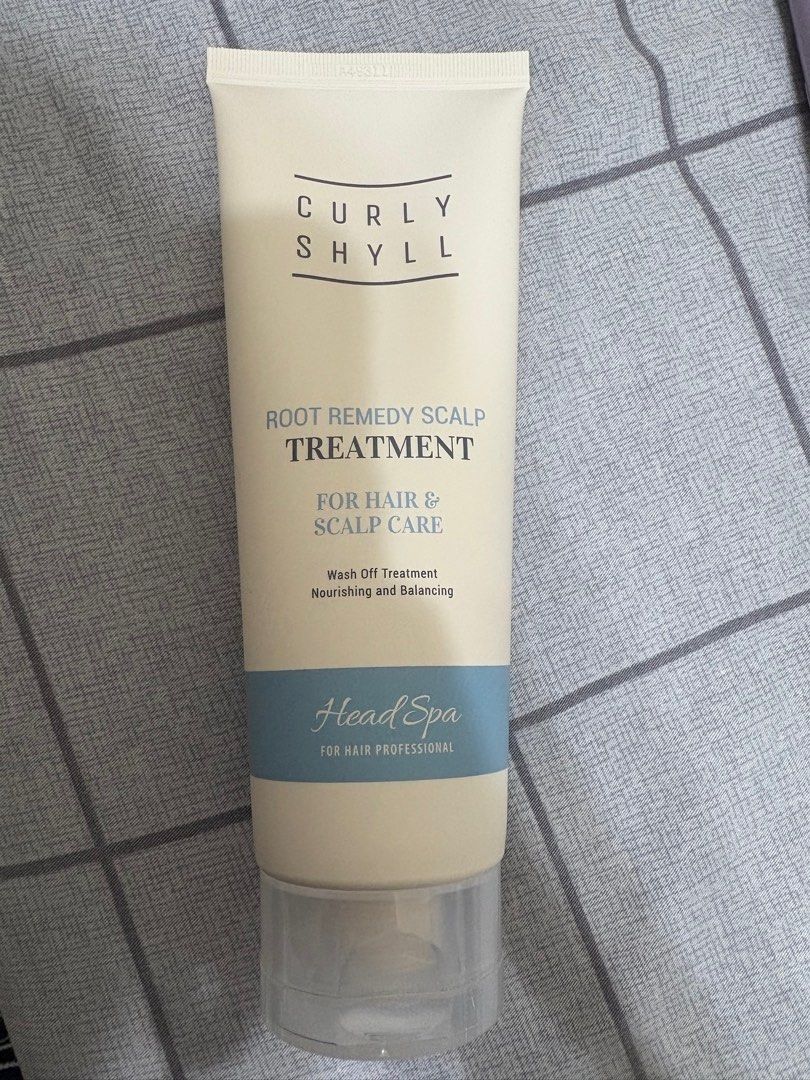 CURLY
SHYLL
ROOT REMEDY SCALP
TREATMENT
FOR HAIR &
SCALP CARE
Wash Off Treatment
Nourishing and Balancing
Head Spa
FOR HAIR PROFESSIONAL